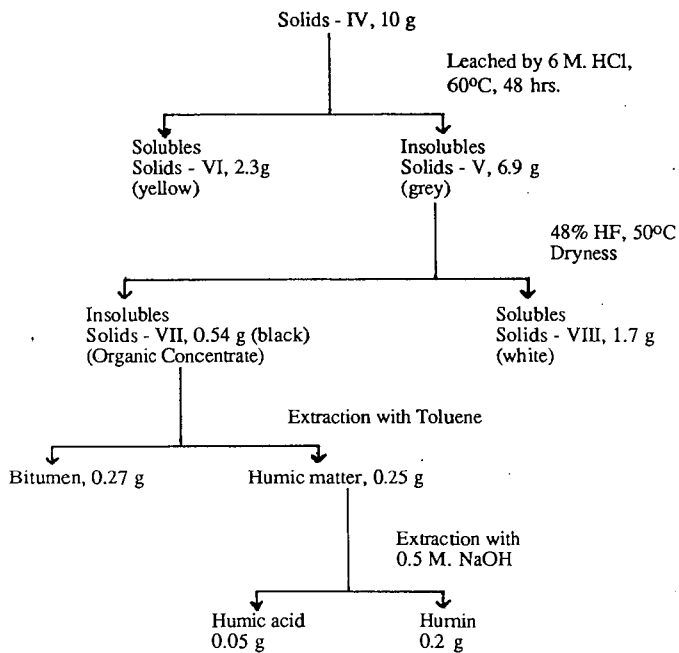 Solids - IV, 10 g
Leached by 6 M. HCl,
60ºC, 48 hrs.
Solubles
Solids - VI, 2.3g
(yellow)
Insolubles
Solids - V, 6.9 g
(grey)
48% HF, 50ºC
Dryness
Insolubles
Solids - VII, 0.54 g (black)
(Organic Concentrate)
Solubles
Solids - VIII, 1.7 g
(white)
Extraction with Toluene
Bitumen, 0.27 g
Humic matter, 0.25 g
Extraction with
0.5 M. NaOH
Humic acid
0.05 g
Humin
0.2 g